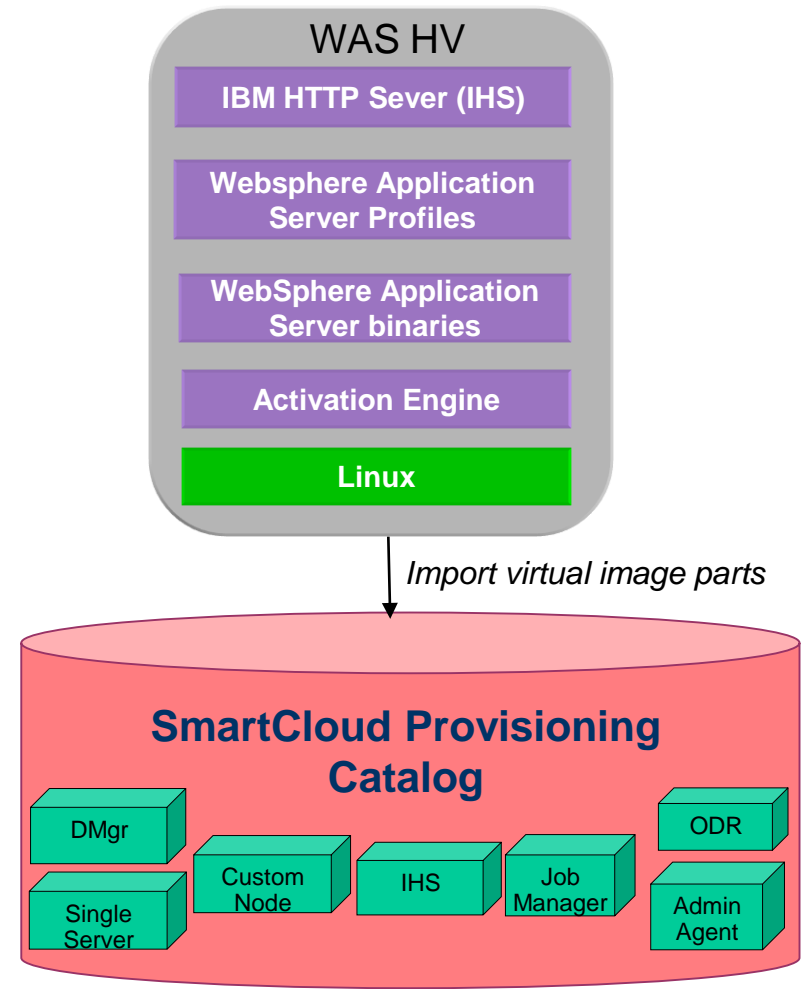 WAS HV
IBM HTTP Sever (IHS)
Websphere Application
Server Profiles
WebSphere Application
Server binaries
Activation Engine
Linux
Import virtual image parts
SmartCloud Provisioning
Catalog
DMgr
Single
Server
Custom
Node
IHS
Job
Manager
ODR
Admin
Agent